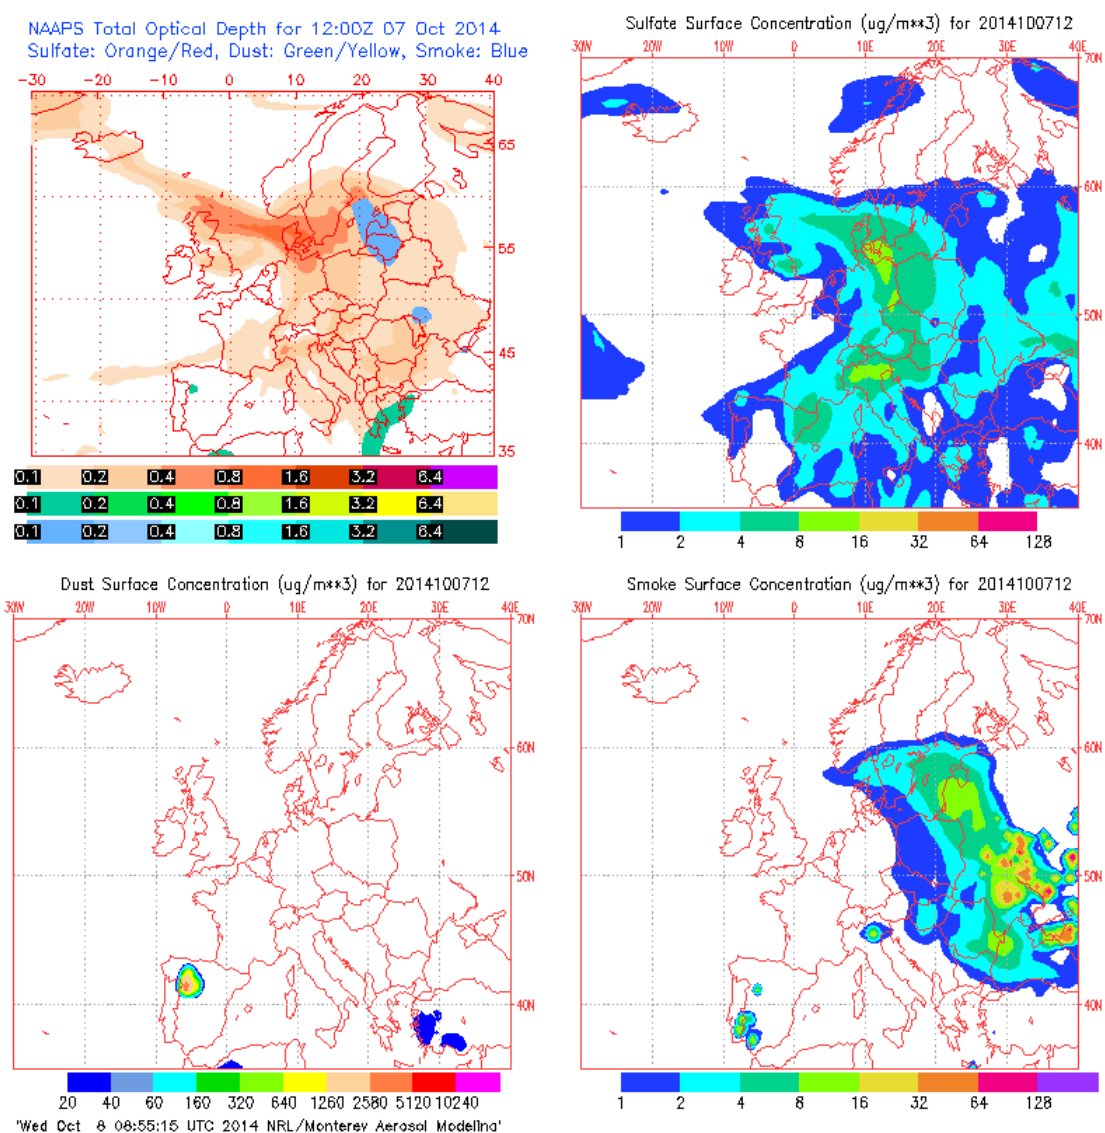 NAAPS Total Optical Depth for 12:00Z 07 Oct 2014
Sulfate: Orange/Red, Dust: Green/Yellow, Smoke: Blue
-30 -20 -10 0 10 20 30 40
65
55
45
35
0.1 0.2 0.4 0.8 1.6 3.2 6.4
0.1 0.2 0.4 0.8 1.6 3.2 6.4
0.1 0.2 0.4 0.8 1.6 3.2 6.4
Sulfate Surface Concentration (ug/m**3) for 2014100712
30W 20W 10W 0 10E 20E 30E 40E
70N
60N
50N
40N
1 2 4 8 16 32 64 128
Dust Surface Concentration (ug/m**3) for 2014100712
30W 20W 10W 0 10E 20E 30E 40E
70N
60N
50N
40N
20 40 60 160 320 640 1260 2580 5120 10240
'Wed Oct 8 08:55:15 UTC 2014 NRL/Monterey Aerosol Modeling'
Smoke Surface Concentration (ug/m**3) for 2014100712
30W 20W 10W 0 10E 20E 30E 40E
70N
60N
50N
40N
1 2 4 8 16 32 64 128